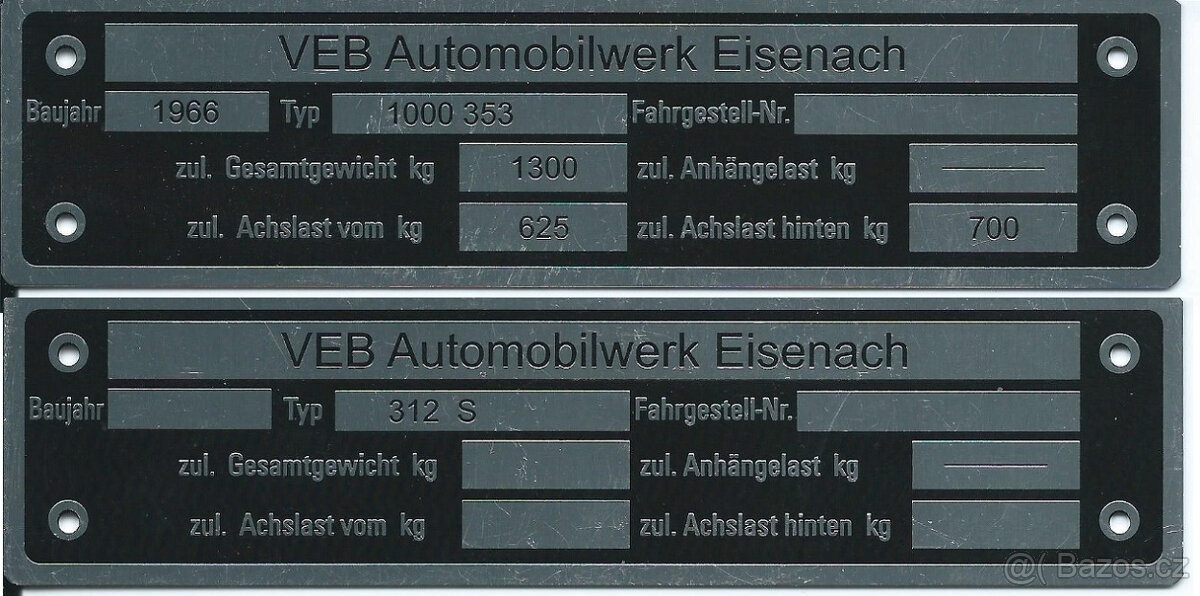 VEB Automobilwerk Eisenach
Baujahr 1966 Typ 1000 353 Fahrgestell-Nr.
zul. Gesamtgewicht kg 1300 zul. Anhängelast kg
zul. Achslast vom kg 625 zul. Achslast hinten kg 700
VEB Automobilwerk Eisenach
Baujahr Typ 312 S Fahrgestell-Nr.
zul. Gesamtgewicht kg zul. Anhängelast kg
zul. Achslast vom kg zul. Achslast hinten kg
@( Bazos.cz